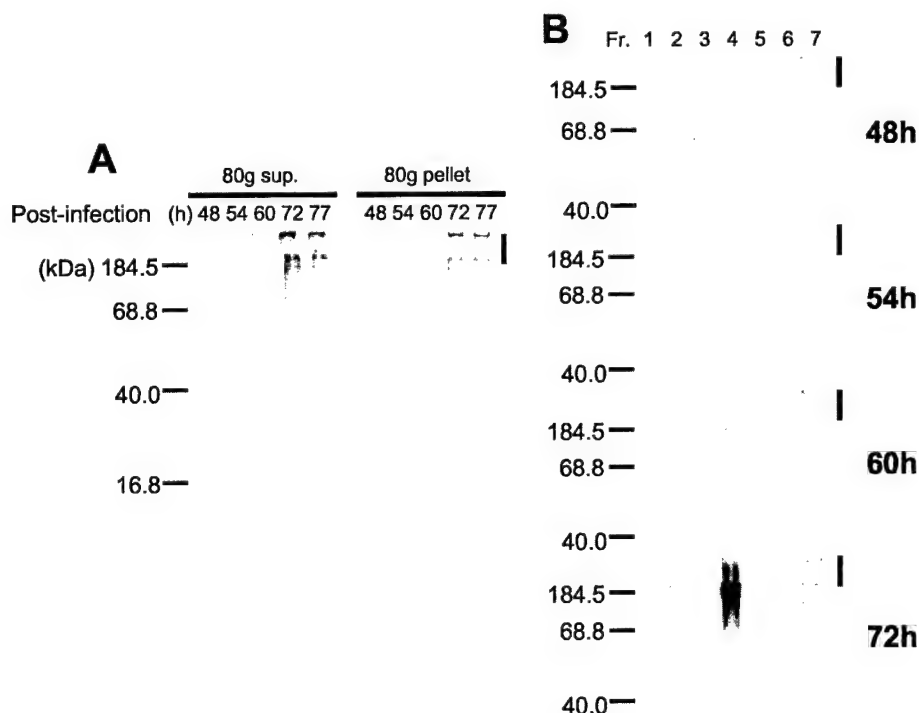 A
80g sup. 80g pellet
Post-infection (h) 48 54 60 72 77 48 54 60 72 77
(kDa) 184.5
68.8
40.0
16.8
B Fr. 1 2 3 4 5 6 7
184.5
68.8
48h
40.0
184.5
68.8
54h
40.0
184.5
68.8
60h
40.0
184.5
68.8
72h
40.0